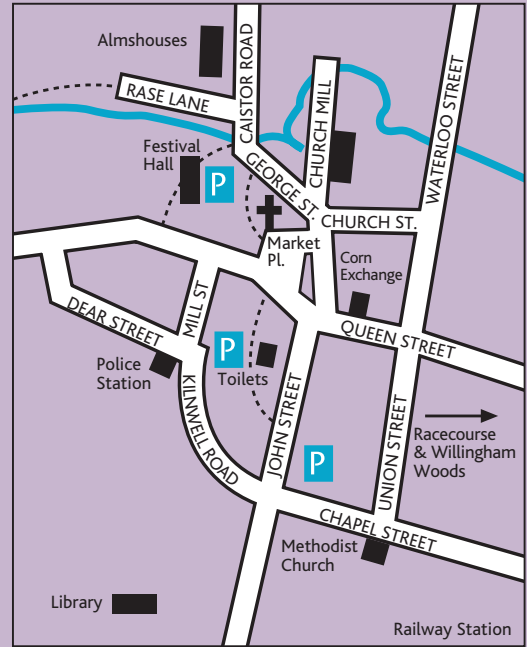 Almshouses
CAISTOR ROAD
RASE LANE
CHURCH MILL
WATERLOO STREET
Festival
Hall
P
GEORGE ST.
CHURCH ST.
Market
Pl.
Corn
Exchange
MILL ST
DEAR STREET
QUEEN STREET
P
Toilets
Police
Station
KILNWELL ROAD
JOHN STREET
P
UNION STREET
Racecourse
& Willingham
Woods
CHAPEL STREET
Methodist
Church
Library
Railway Station